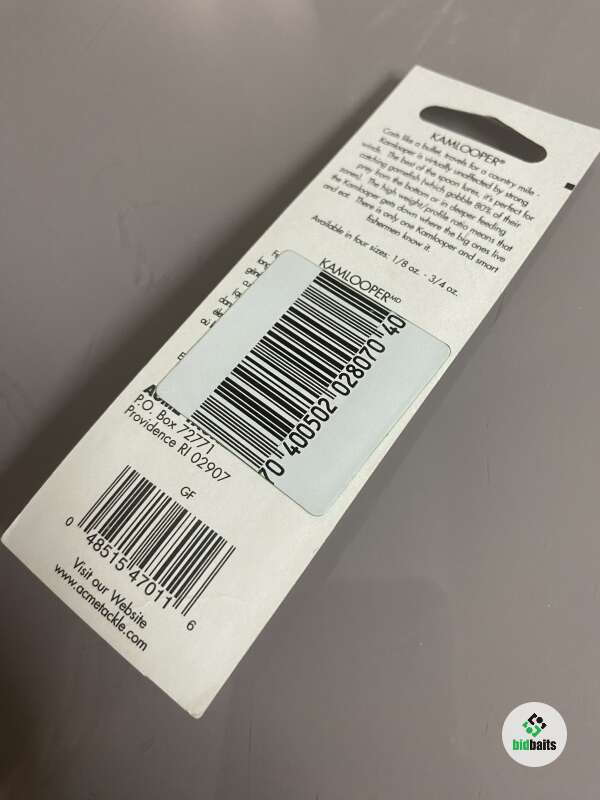 KAMLOOPER®
Casts like a bullet, travels for a country mile -
Kamlooper is virtually unaffected by strong
winds. The best of the spoon lures, it's perfect for
catching gamefish (which gobble 80% of their
prey from the bottom or in deeper feeding
zones). The high weight/profile ratio means that
the Kamlooper gets down where the big ones live
and eat. There is only one Kamlooper and smart
fishermen know it.
Available in four sizes: 1/8 oz. - 3/4 oz.
KAMLOOPER MD
70 400502 028070 40
P.O. Box 72771
Providence RI 02907
GF
0 48515 47011 6
Visit our Website
www.acmetackle.com
bidbaits